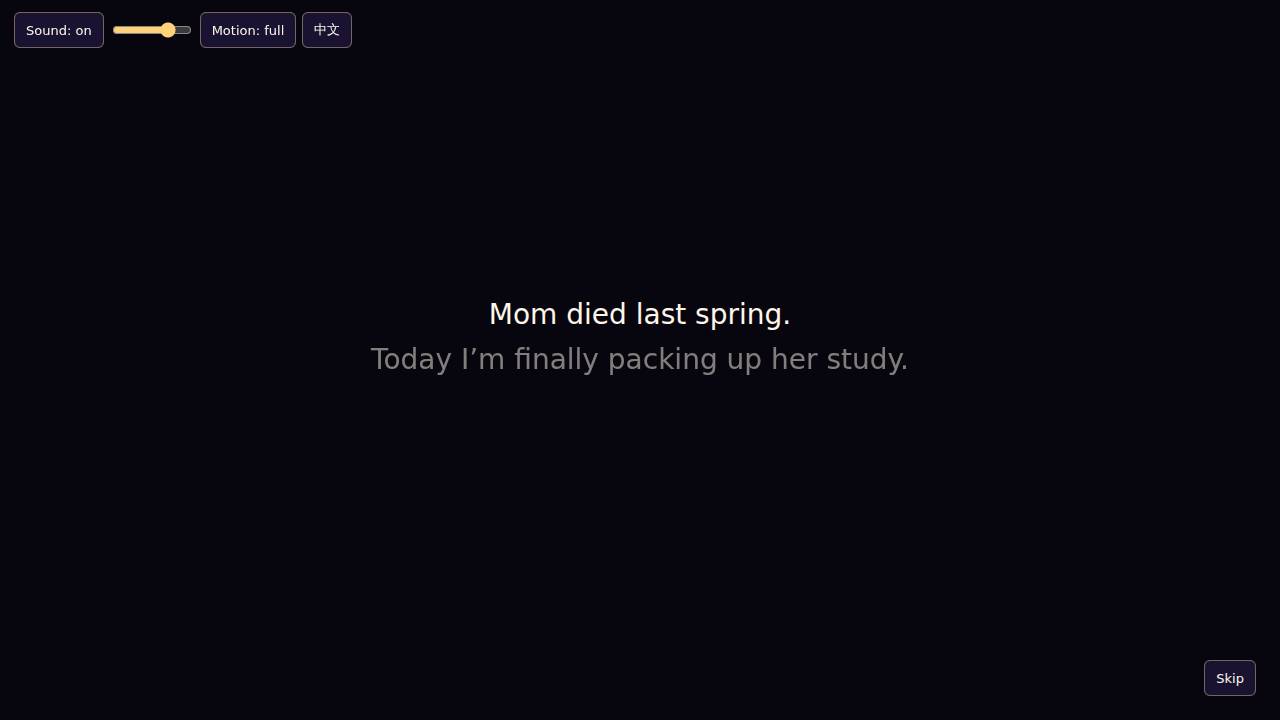 Sound: on
Motion: full
中文
Mom died last spring.
Today I’m finally packing up her study.
Skip